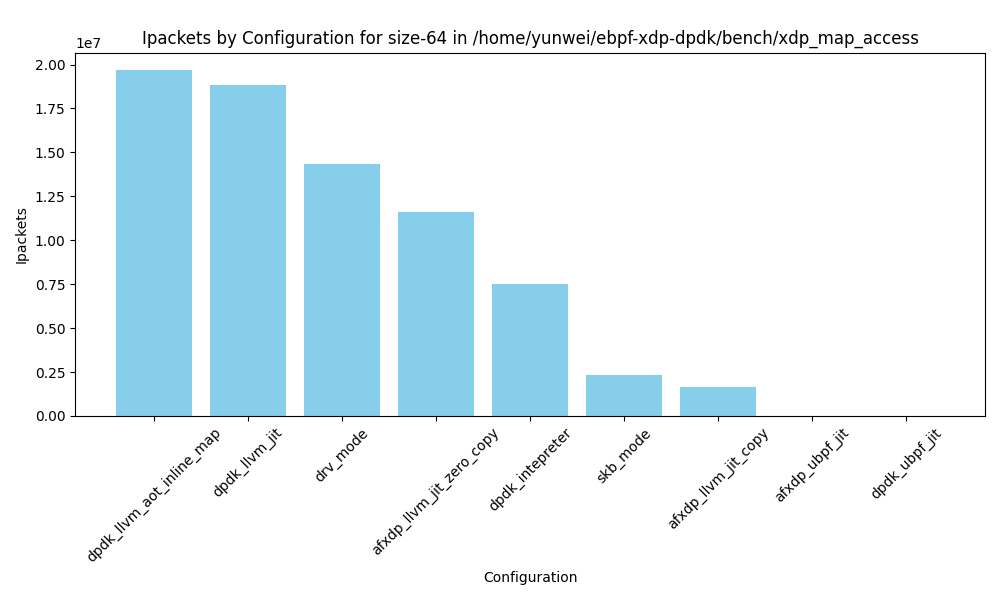 Ipackets by Configuration for size-64 in /home/yunwei/ebpf-xdp-dpdk/bench/xdp_map_access
1e7
2.00
1.75
1.50
1.25
1.00
0.75
0.50
0.25
0.00
Ipackets
dpdk_llvm_aot_inline_map
dpdk_llvm_jit
drv_mode
afxdp_llvm_jit_zero_copy
dpdk_intepreter
skb_mode
afxdp_llvm_jit_copy
afxdp_ubpf_jit
dpdk_ubpf_jit
Configuration